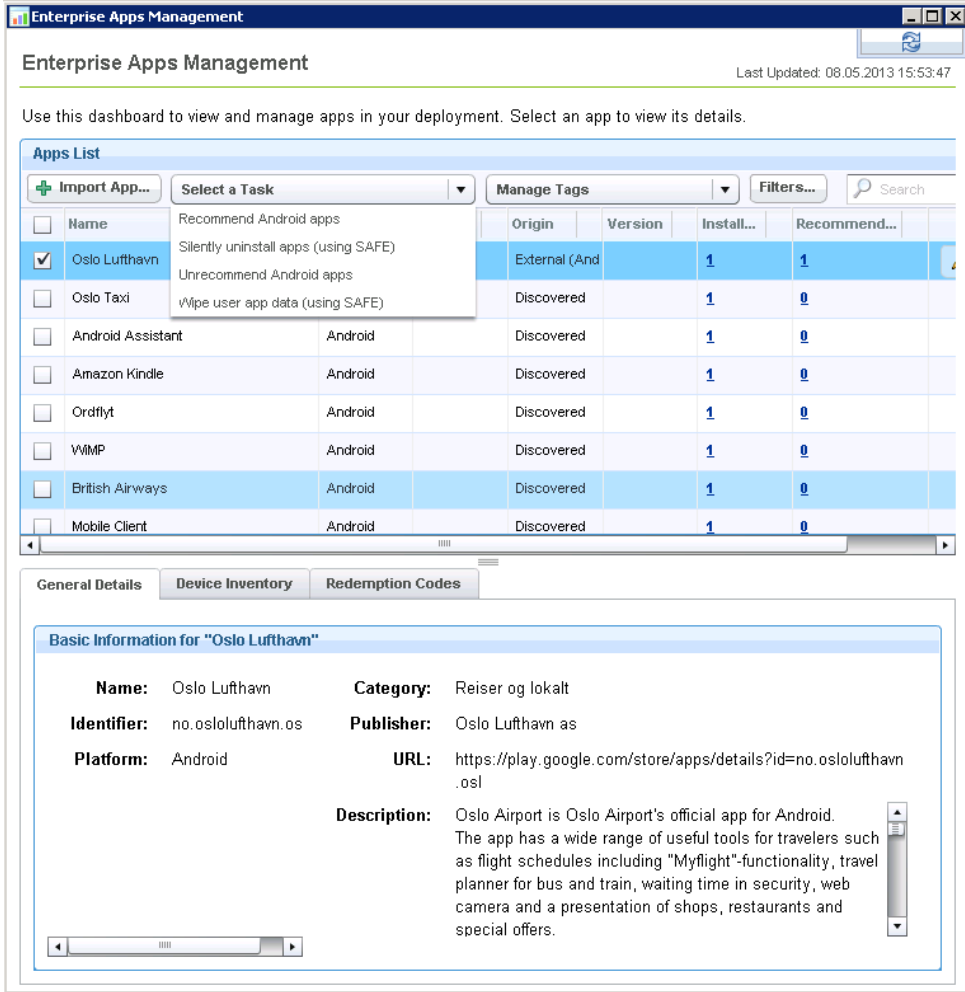 Enterprise Apps Management
Enterprise Apps Management
Last Updated: 08.05.2013 15:53:47
Use this dashboard to view and manage apps in your deployment. Select an app to view its details.
Apps List
Import App... Select a Task Manage Tags Filters... Search
Name Origin Version Install... Recommend...
Recommend Android apps
Silently uninstall apps (using SAFE)
Unrecommend Android apps
Wipe user app data (using SAFE)
Oslo Lufthavn External (And 1 1
Oslo Taxi Discovered 1 0
Android Assistant Android Discovered 1 0
Amazon Kindle Android Discovered 1 0
Ordflyt Android Discovered 1 0
WiMP Android Discovered 1 0
British Airways Android Discovered 1 0
Mobile Client Android Discovered 1 0
General Details Device Inventory Redemption Codes
Basic Information for "Oslo Lufthavn"
Name: Oslo Lufthavn
Identifier: no.oslolufthavn.os
Platform: Android
Category: Reiser og lokalt
Publisher: Oslo Lufthavn as
URL: https://play.google.com/store/apps/details?id=no.oslolufthavn
.osl
Description: Oslo Airport is Oslo Airport's official app for Android.
The app has a wide range of useful tools for travelers such
as flight schedules including "Myflight"-functionality, travel
planner for bus and train, waiting time in security, web
camera and a presentation of shops, restaurants and
special offers.